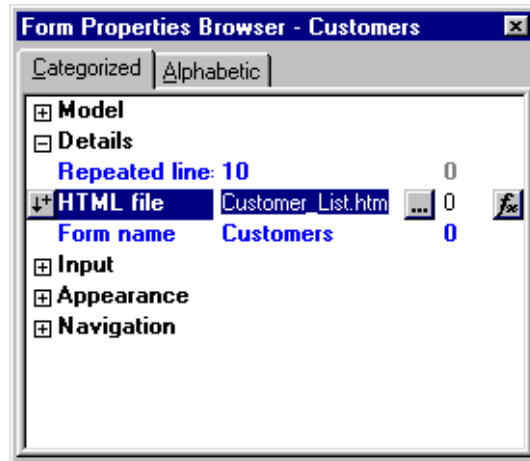 Form Properties Browser - Customers
Categorized Alphabetic
Model
Details
Repeated line: 10 0
HTML file Customer_List.htm ... 0 fx
Form name Customers 0
Input
Appearance
Navigation